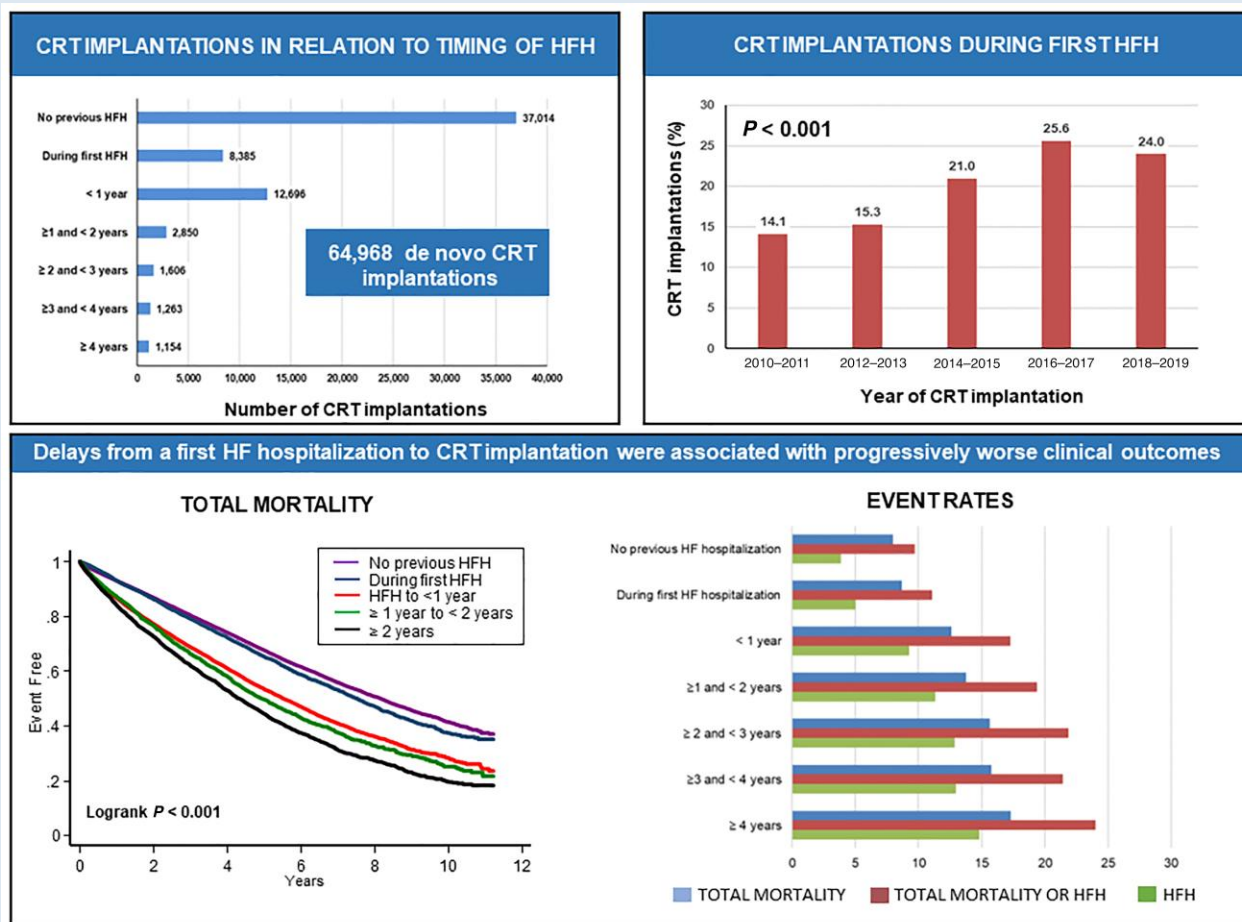 CRT IMPLANTATIONS IN RELATION TO TIMING OF HFH
No previous HFH
37,014
During first HFH
8,385
< 1 year
12,696
≥1 and < 2 years
2,850
≥ 2 and < 3 years
1,606
≥3 and < 4 years
1,263
≥ 4 years
1,154
64,968 de novo CRT
implantations
0 5,000 10,000 15,000 20,000 25,000 30,000 35,000 40,000
Number of CRT implantations
CRT IMPLANTATIONS DURING FIRST HFH
P < 0.001
CRT implantations (%)
30
25
20
15
10
5
0
14.1
15.3
21.0
25.6
24.0
2010–2011 2012–2013 2014–2015 2016–2017 2018–2019
Year of CRT implantation
Delays from a first HF hospitalization to CRT implantation were associated with progressively worse clinical outcomes
TOTAL MORTALITY
No previous HFH
During first HFH
HFH to <1 year
≥ 1 year to < 2 years
≥ 2 years
Event Free
1
.8
.6
.4
.2
0
Logrank P < 0.001
0 2 4 6 8 10 12
Years
EVENT RATES
No previous HF hospitalization
During first HF hospitalization
< 1 year
≥1 and < 2 years
≥ 2 and < 3 years
≥3 and < 4 years
≥ 4 years
0 5 10 15 20 25 30
TOTAL MORTALITY TOTAL MORTALITY OR HFH HFH